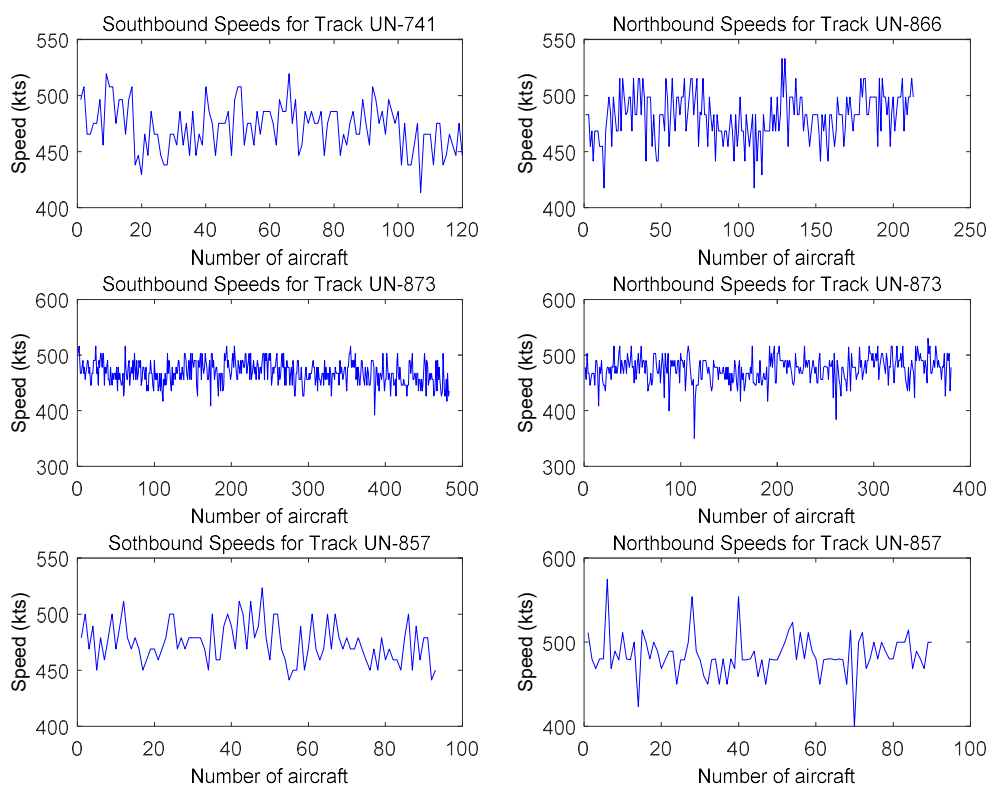 Southbound Speeds for Track UN-741
550
500
450
400
Speed (kts)
0 20 40 60 80 100 120
Number of aircraft
Northbound Speeds for Track UN-866
550
500
450
400
Speed (kts)
0 50 100 150 200 250
Number of aircraft
Southbound Speeds for Track UN-873
600
500
400
300
Speed (kts)
0 100 200 300 400 500
Number of aircraft
Northbound Speeds for Track UN-873
600
500
400
300
Speed (kts)
0 100 200 300 400
Number of aircraft
Sothbound Speeds for Track UN-857
550
500
450
400
Speed (kts)
0 20 40 60 80 100
Number of aircraft
Northbound Speeds for Track UN-857
600
500
400
Speed (kts)
0 20 40 60 80 100
Number of aircraft